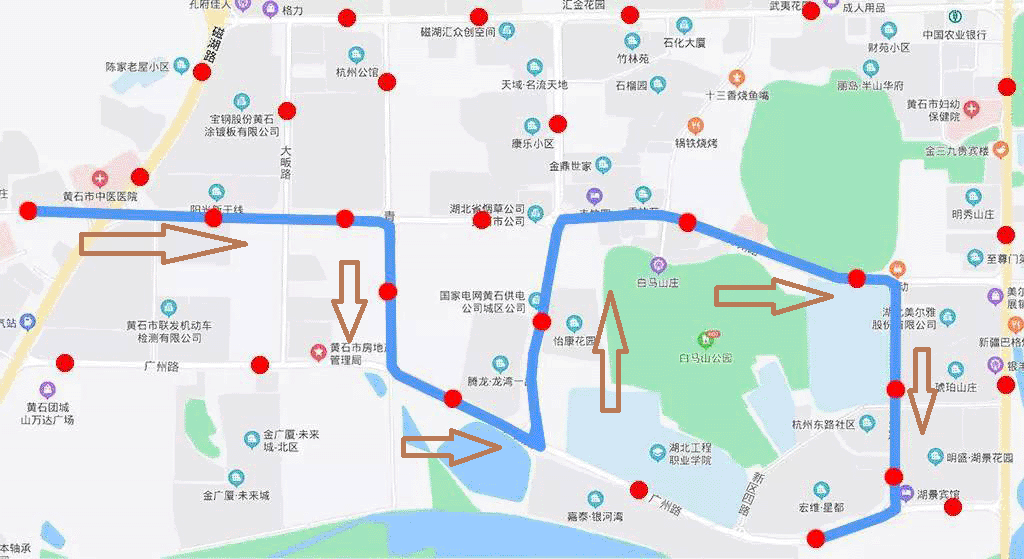 孔府佳人
格力
汇金花园
武夷花园
成人用品
磁湖路
磁湖汇众创空间
石化大厦
中国农业银行
陈家老屋小区
杭州公馆
竹林苑
财苑小区
天域·名流天地
石榴园
十三香烧鱼嘴
丽岛·半山华府
宝钢股份黄石
涂镀板有限公司
黄石市妇幼
保健院
大畈路
康乐小区
锅铁烧烤
金三九贵宾楼
金鼎世家
黄石市中医医院
庄
阳光新干线
青
湖北省烟草公司
市公司
明秀山庄
至尊门第
白马山庄
国家电网黄石供电
公司城区公司
气站
黄石市联发机动车
检测有限公司
怡康花园
白马山公园
湖北美尔雅
股份有限公司
黄石市房地产
管理局
广州路
腾龙·龙湾一品
新疆巴格
琥珀山庄
黄石团城
山万达广场
金广厦·未来
城·北区
杭州东路社区
湖北工程
职业学院
明盛·湖景花园
金广厦·未来城
新区四路
嘉泰·银河湾
广州路
宏维·星都
湖景宾馆
本轴承